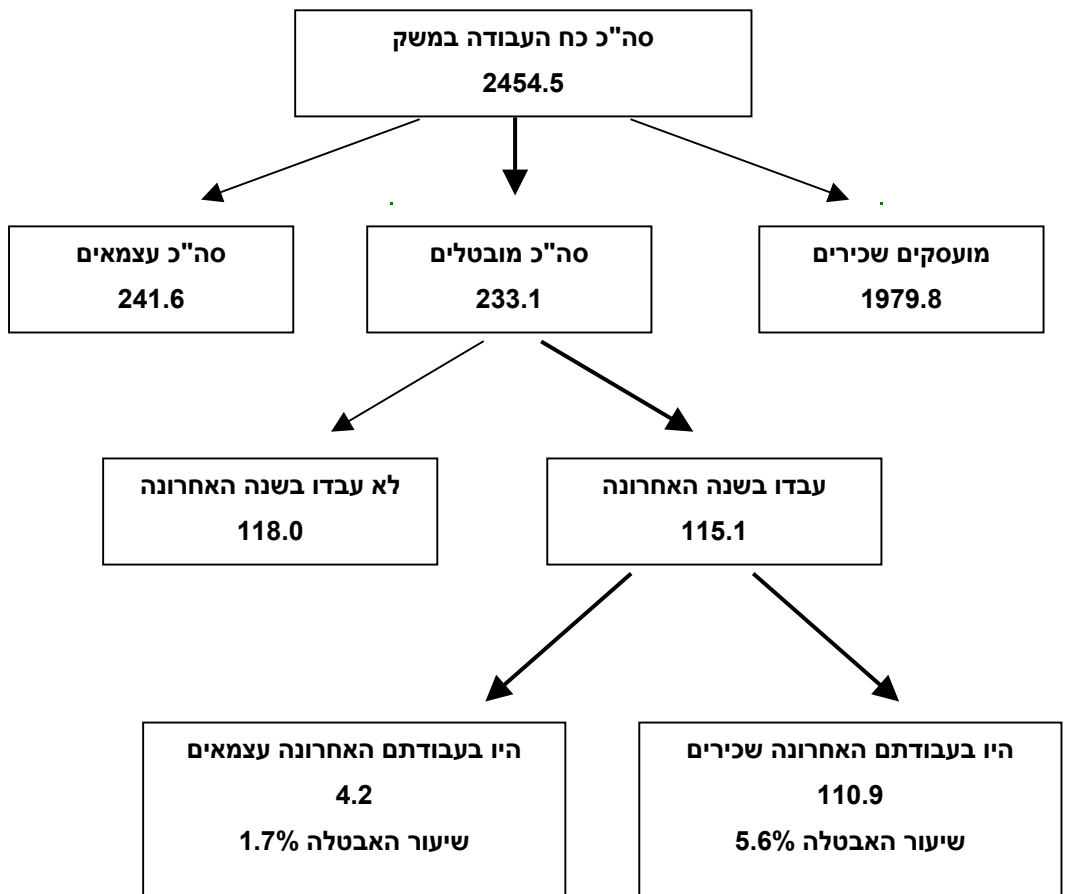 סה"כ כח העבודה במשק
2454.5
מועסקים שכירים
1979.8
סה"כ מובטלים
233.1
סה"כ עצמאים
241.6
עבדו בשנה האחרונה
115.1
לא עבדו בשנה האחרונה
118.0
היו בעבודתם האחרונה שכירים
110.9
שיעור האבטלה 5.6%
היו בעבודתם האחרונה עצמאים
4.2
שיעור האבטלה 1.7%